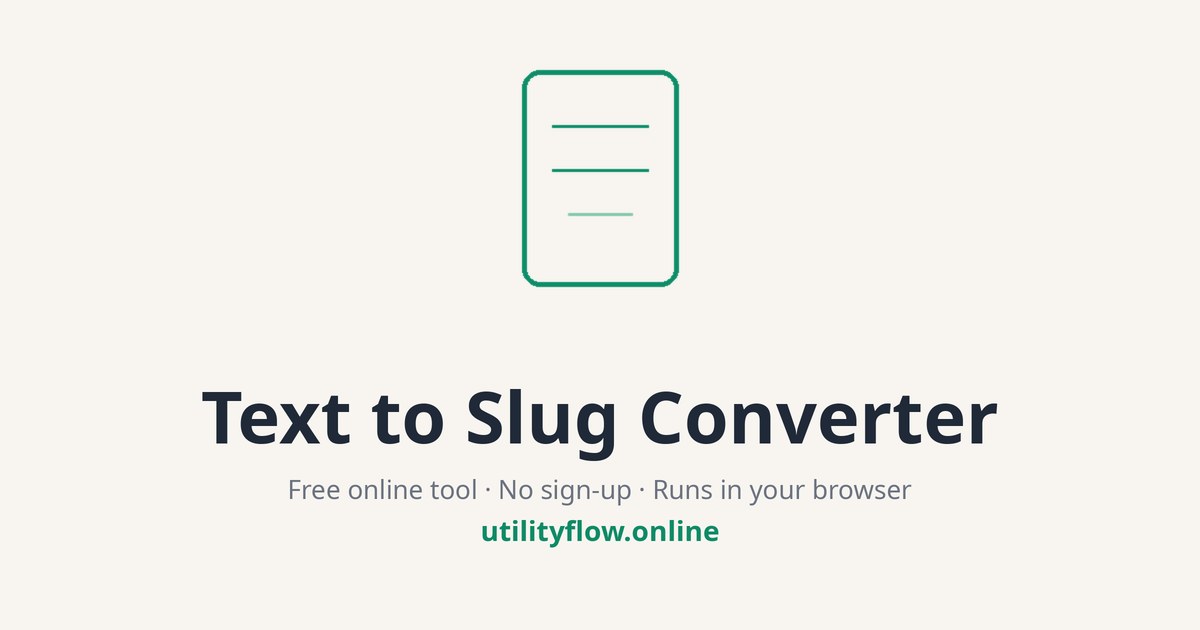 Text to Slug Converter
Free online tool · No sign-up · Runs in your browser
utilityflow.online